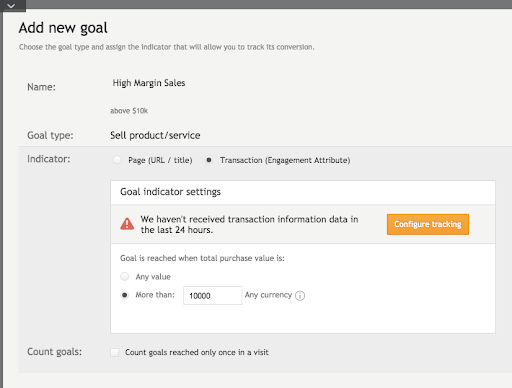 Add new goal
Choose the goal type and assign the indicator that will allow you to track its conversion.
Name:
High Margin Sales
above $10k
Goal type:
Sell product/service
Indicator:
Page (URL / title)
Transaction (Engagement Attribute)
Goal indicator settings
We haven't received transaction information data in
the last 24 hours.
Configure tracking
Goal is reached when total purchase value is:
Any value
More than:
10000
Any currency
Count goals:
Count goals reached only once in a visit